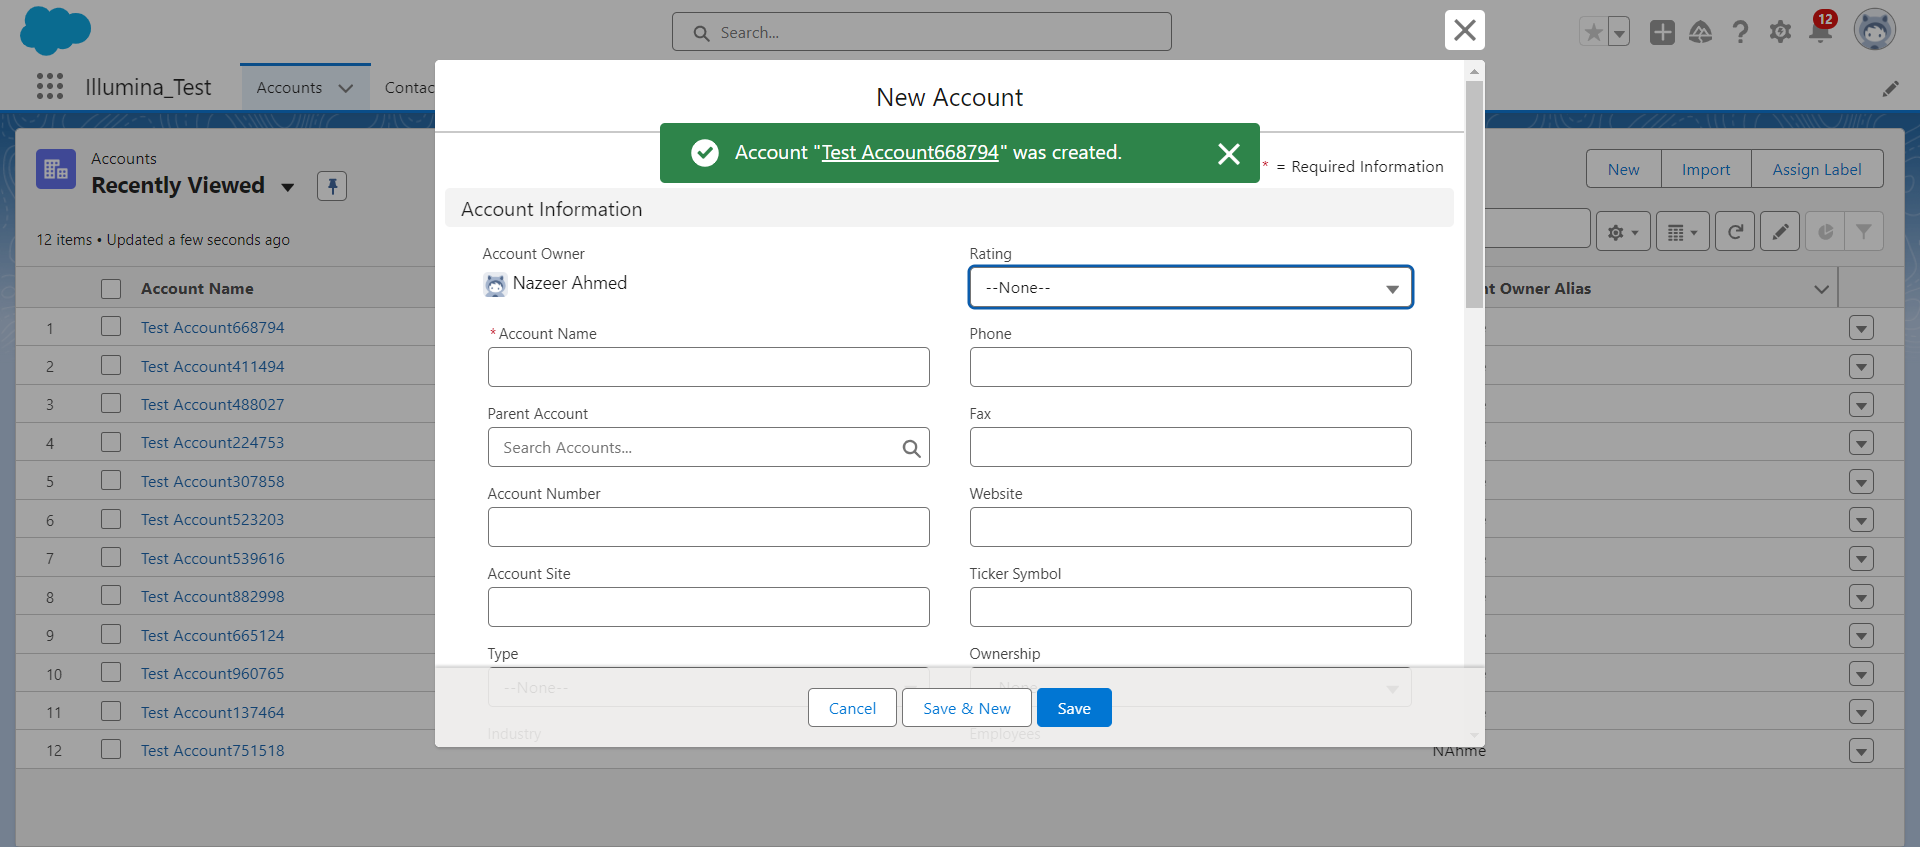 Search...
12
Illumina_Test
Accounts
Contac
New Account
Account "Test Account668794" was created.
* = Required Information
Accounts
Recently Viewed
12 items • Updated a few seconds ago
New
Import
Assign Label
Account Information
Account Owner
Nazeer Ahmed
Rating
--None--
*Account Name
Phone
Parent Account
Search Accounts...
Fax
Account Number
Website
Account Site
Ticker Symbol
Type
--None--
Ownership
--None--
Industry
Employees
Cancel
Save & New
Save
Account Name
nt Owner Alias
1 Test Account668794
2 Test Account411494
3 Test Account488027
4 Test Account224753
5 Test Account307858
6 Test Account523203
7 Test Account539616
8 Test Account882998
9 Test Account665124
10 Test Account960765
11 Test Account137464
12 Test Account751518
NAhme